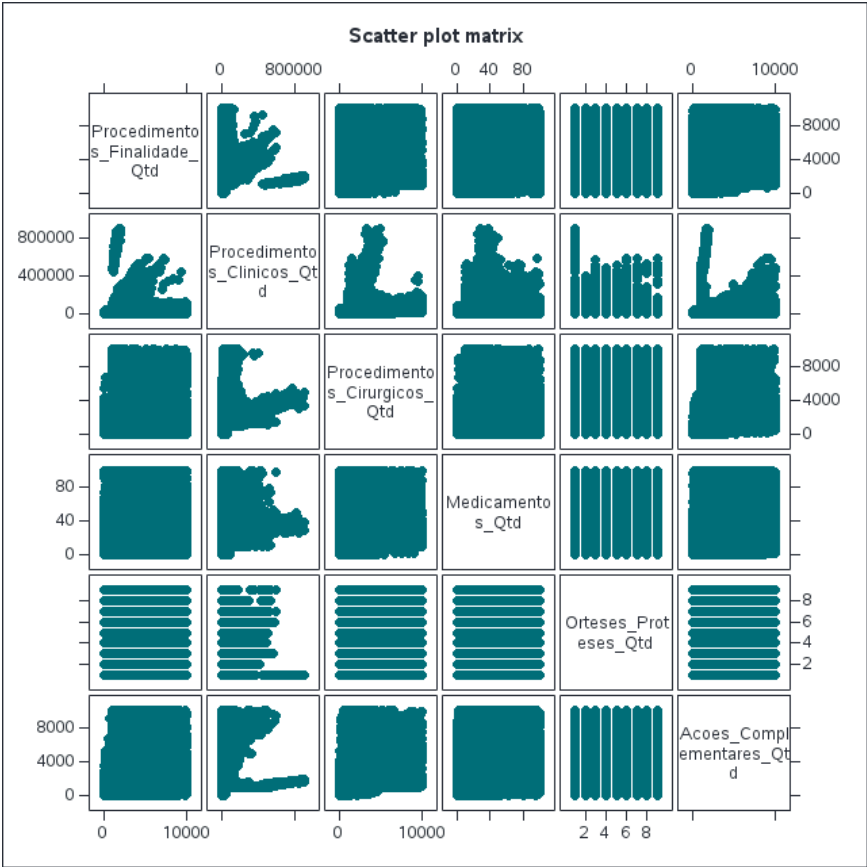 Scatter plot matrix
0 800000 0 40 80 0 10000
Procedimento
s_Finalidade_
Qtd
8000
4000
0
800000
400000
0
Procedimento
s_Clinicos_Qt
d
Procedimento
s_Cirurgicos_
Qtd
8000
4000
0
80
40
0
Medicamento
s_Qtd
Orteses_Prot
eses_Qtd
8
6
4
2
8000
4000
0
Acoes_Compl
ementares_Qt
d
0 10000 0 10000 2 4 6 8